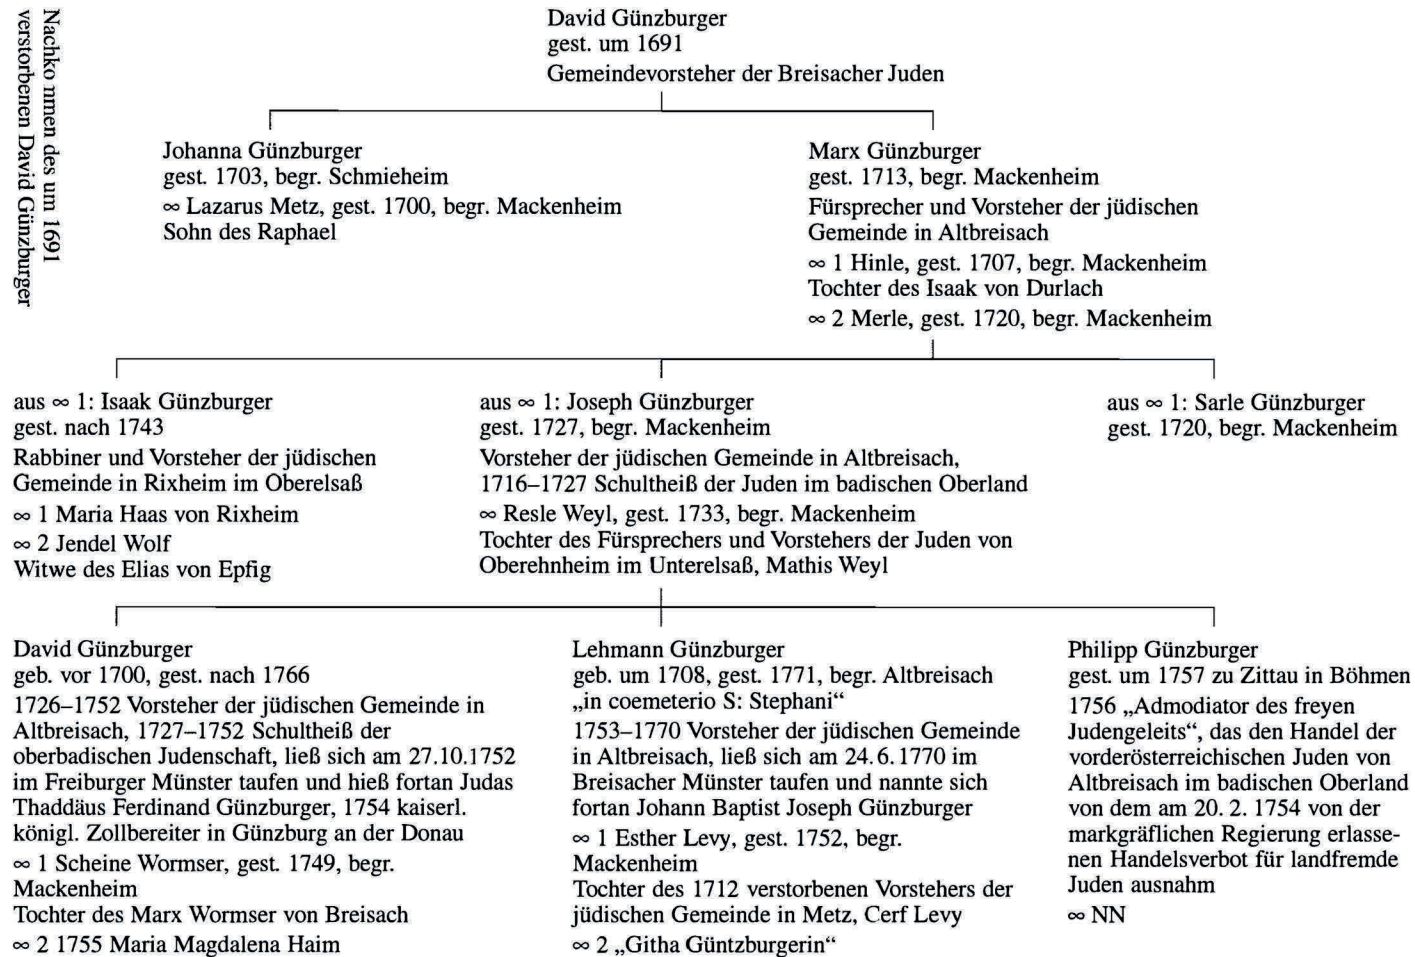 Nachko nmen des um 1691
verstorbenen David Günzburger
David Günzburger
gest. um 1691
Gemeindevorsteher der Breisacher Juden
Johanna Günzburger
gest. 1703, begr. Schmieheim
∞ Lazarus Metz, gest. 1700, begr. Mackenheim
Sohn des Raphael
Marx Günzburger
gest. 1713, begr. Mackenheim
Fürsprecher und Vorsteher der jüdischen
Gemeinde in Altbreisach
∞ 1 Hinle, gest. 1707, begr. Mackenheim
Tochter des Isaak von Durlach
∞ 2 Merle, gest. 1720, begr. Mackenheim
aus ∞ 1: Isaak Günzburger
gest. nach 1743
Rabbiner und Vorsteher der jüdischen
Gemeinde in Rixheim im Oberelsaß
∞ 1 Maria Haas von Rixheim
∞ 2 Jendel Wolf
Witwe des Elias von Epfig
aus ∞ 1: Joseph Günzburger
gest. 1727, begr. Mackenheim
Vorsteher der jüdischen Gemeinde in Altbreisach,
1716–1727 Schultheiß der Juden im badischen Oberland
∞ Resle Weyl, gest. 1733, begr. Mackenheim
Tochter des Fürsprechers und Vorstehers der Juden von
Oberehnheim im Unterelsaß, Mathis Weyl
aus ∞ 1: Sarle Günzburger
gest. 1720, begr. Mackenheim
David Günzburger
geb. vor 1700, gest. nach 1766
1726–1752 Vorsteher der jüdischen Gemeinde in
Altbreisach, 1727–1752 Schultheiß der
oberbadischen Judenschaft, ließ sich am 27.10.1752
im Freiburger Münster taufen und hieß fortan Judas
Thaddäus Ferdinand Günzburger, 1754 kaiserl.
königl. Zollbereiter in Günzburg an der Donau
∞ 1 Scheine Wormser, gest. 1749, begr.
Mackenheim
Tochter des Marx Wormser von Breisach
∞ 2 1755 Maria Magdalena Haim
Lehmann Günzburger
geb. um 1708, gest. 1771, begr. Altbreisach
„in coemeterio S: Stephani“
1753–1770 Vorsteher der jüdischen Gemeinde
in Altbreisach, ließ sich am 24. 6. 1770 im
Breisacher Münster taufen und nannte sich
fortan Johann Baptist Joseph Günzburger
∞ 1 Esther Levy, gest. 1752, begr.
Mackenheim
Tochter des 1712 verstorbenen Vorstehers der
jüdischen Gemeinde in Metz, Cerf Levy
∞ 2 „Githa Güntzburgerin“
Philipp Günzburger
gest. um 1757 zu Zittau in Böhmen
1756 „Admodiator des freyen
Judengeleits“, das den Handel der
vorderösterreichischen Juden von
Altbreisach im badischen Oberland
von dem am 20. 2. 1754 von der
markgräflichen Regierung erlasse-
nen Handelsverbot für landfremde
Juden ausnahm
∞ NN